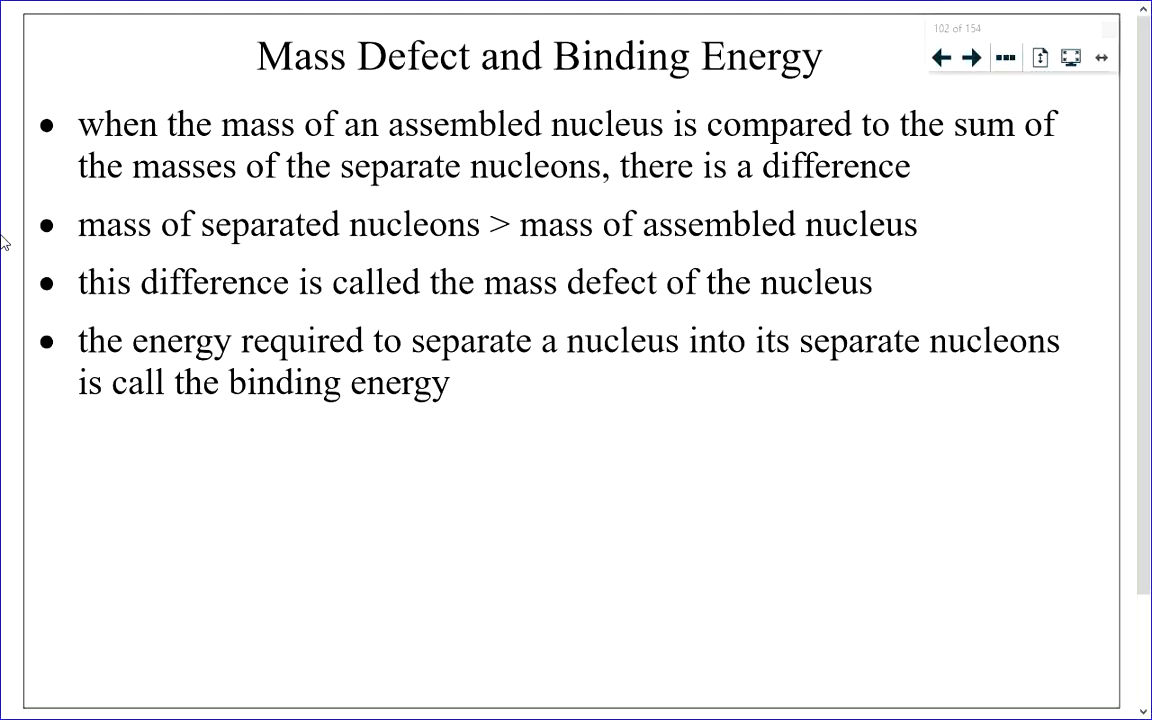 102 of 154
Mass Defect and Binding Energy
• when the mass of an assembled nucleus is compared to the sum of
the masses of the separate nucleons, there is a difference
• mass of separated nucleons > mass of assembled nucleus
• this difference is called the mass defect of the nucleus
• the energy required to separate a nucleus into its separate nucleons
is call the binding energy